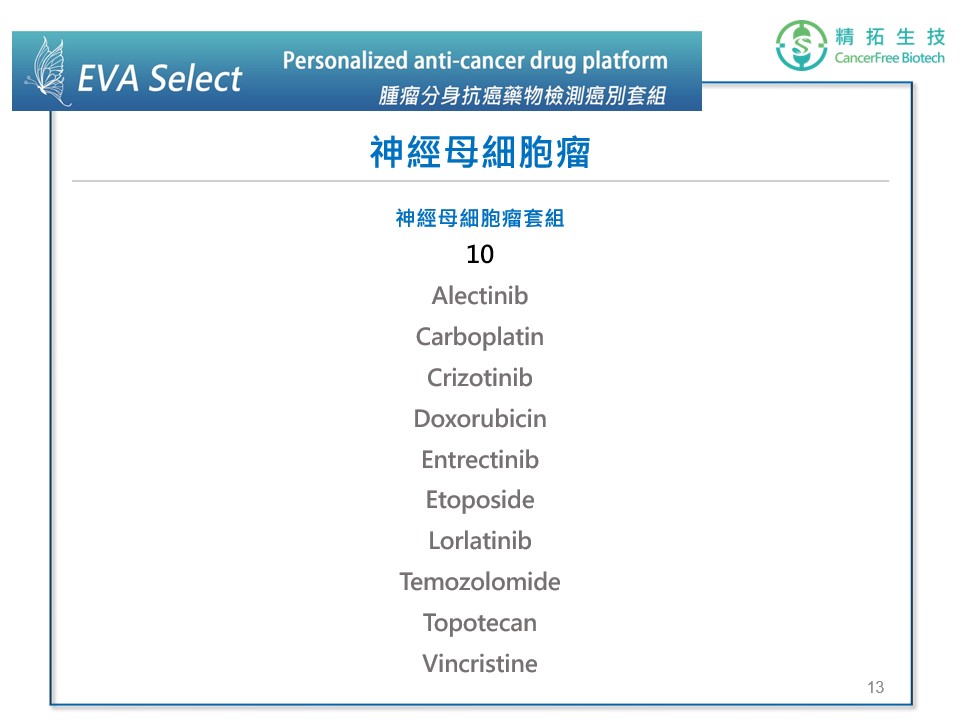 EVA Select
Personalized anti-cancer drug platform
腫瘤分身抗癌藥物檢測癌別套組
精拓生技
CancerFree Biotech
神經母細胞瘤
神經母細胞瘤套組
10
Alectinib
Carboplatin
Crizotinib
Doxorubicin
Entrectinib
Etoposide
Lorlatinib
Temozolomide
Topotecan
Vincristine
13